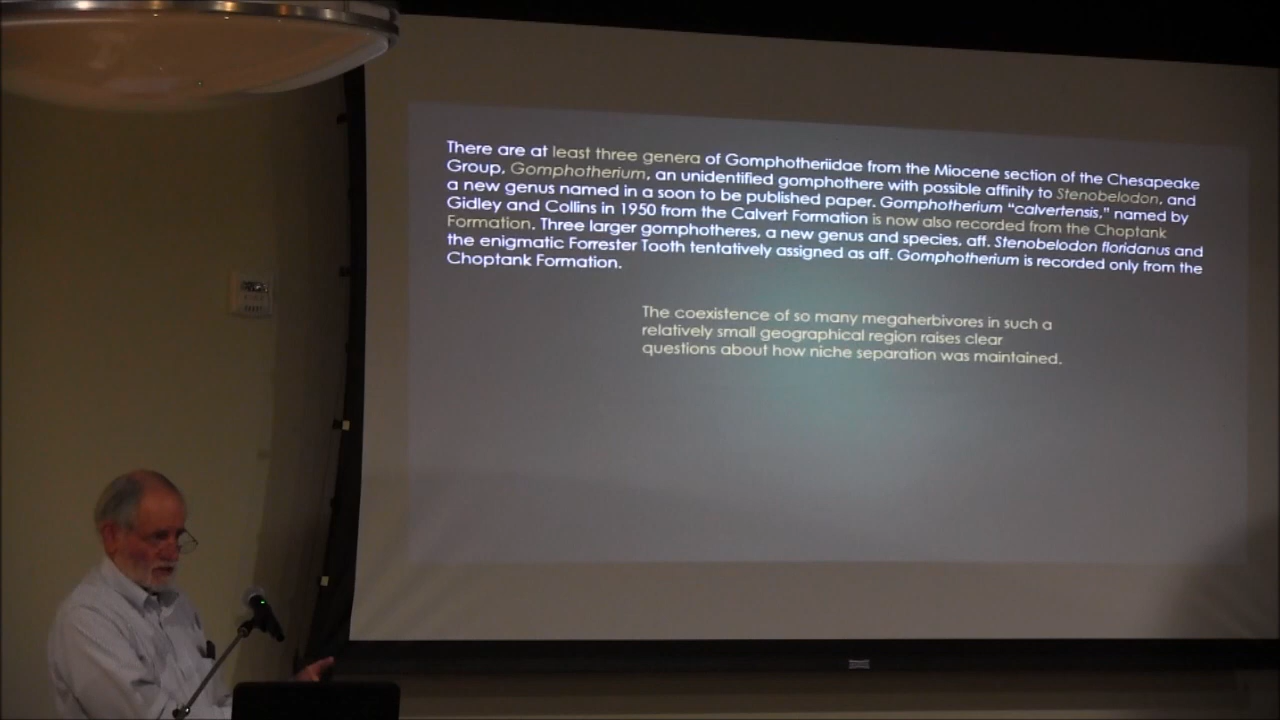 There are at least three genera of Gomphotheriidae from the Miocene section of the Chesapeake
Group, Gomphotherium, an unidentified gomphothere with possible affinity to Stenobelodon, and
a new genus named in a soon to be published paper. Gomphotherium “calvertensis,” named by
Gidley and Collins in 1950 from the Calvert Formation is now also recorded from the Choptank
Formation. Three larger gomphotheres, a new genus and species, aff. Stenobelodon floridanus and
the enigmatic Forrester Tooth tentatively assigned as aff. Gomphotherium is recorded only from the
Choptank Formation.
The coexistence of so many megaherbivores in such a
relatively small geographical region raises clear
questions about how niche separation was maintained.